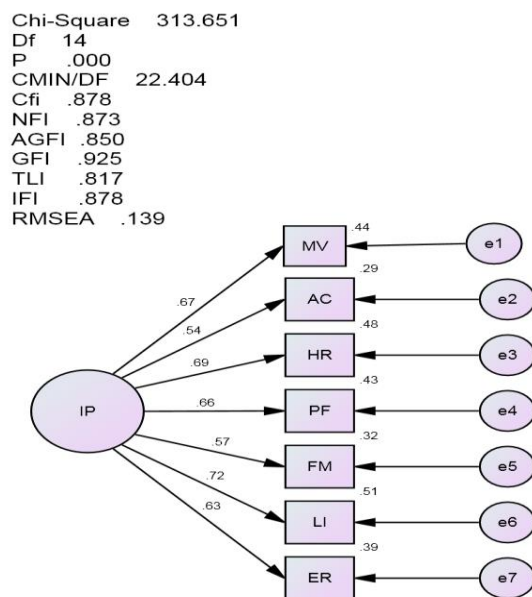 Chi-Square 313.651
Df 14
P .000
CMIN/DF 22.404
Cfi .878
NFI .873
AGFI .850
GFI .925
TLI .817
IFI .878
RMSEA .139
.44
MV
e1
.29
.67
AC
e2
.54
.48
HR
e3
.69
.43
IP
.66
PF
e4
.32
.57
FM
e5
.51
.72
LI
e6
.63
.39
ER
e7